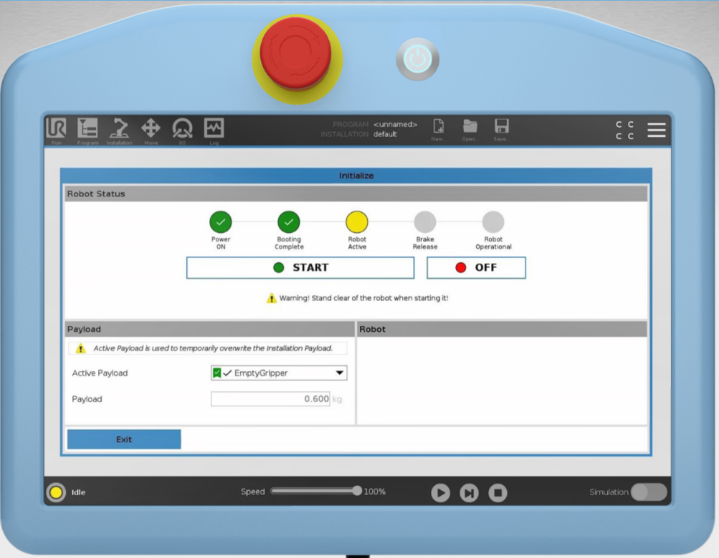 PROGRAM <unnamed>
INSTALLATION default
Run Program Installation Move I/O Log
New... Open... Save...
C C
C C
Initialize
Robot Status
Power ON
Booting Complete
Robot Active
Brake Release
Robot Operational
START
OFF
Warning! Stand clear of the robot when starting it!
Payload
Robot
Active Payload is used to temporarily overwrite the Installation Payload.
Active Payload
EmptyGripper
Payload
0.600 kg
Exit
Idle
Speed
100%
Simulation